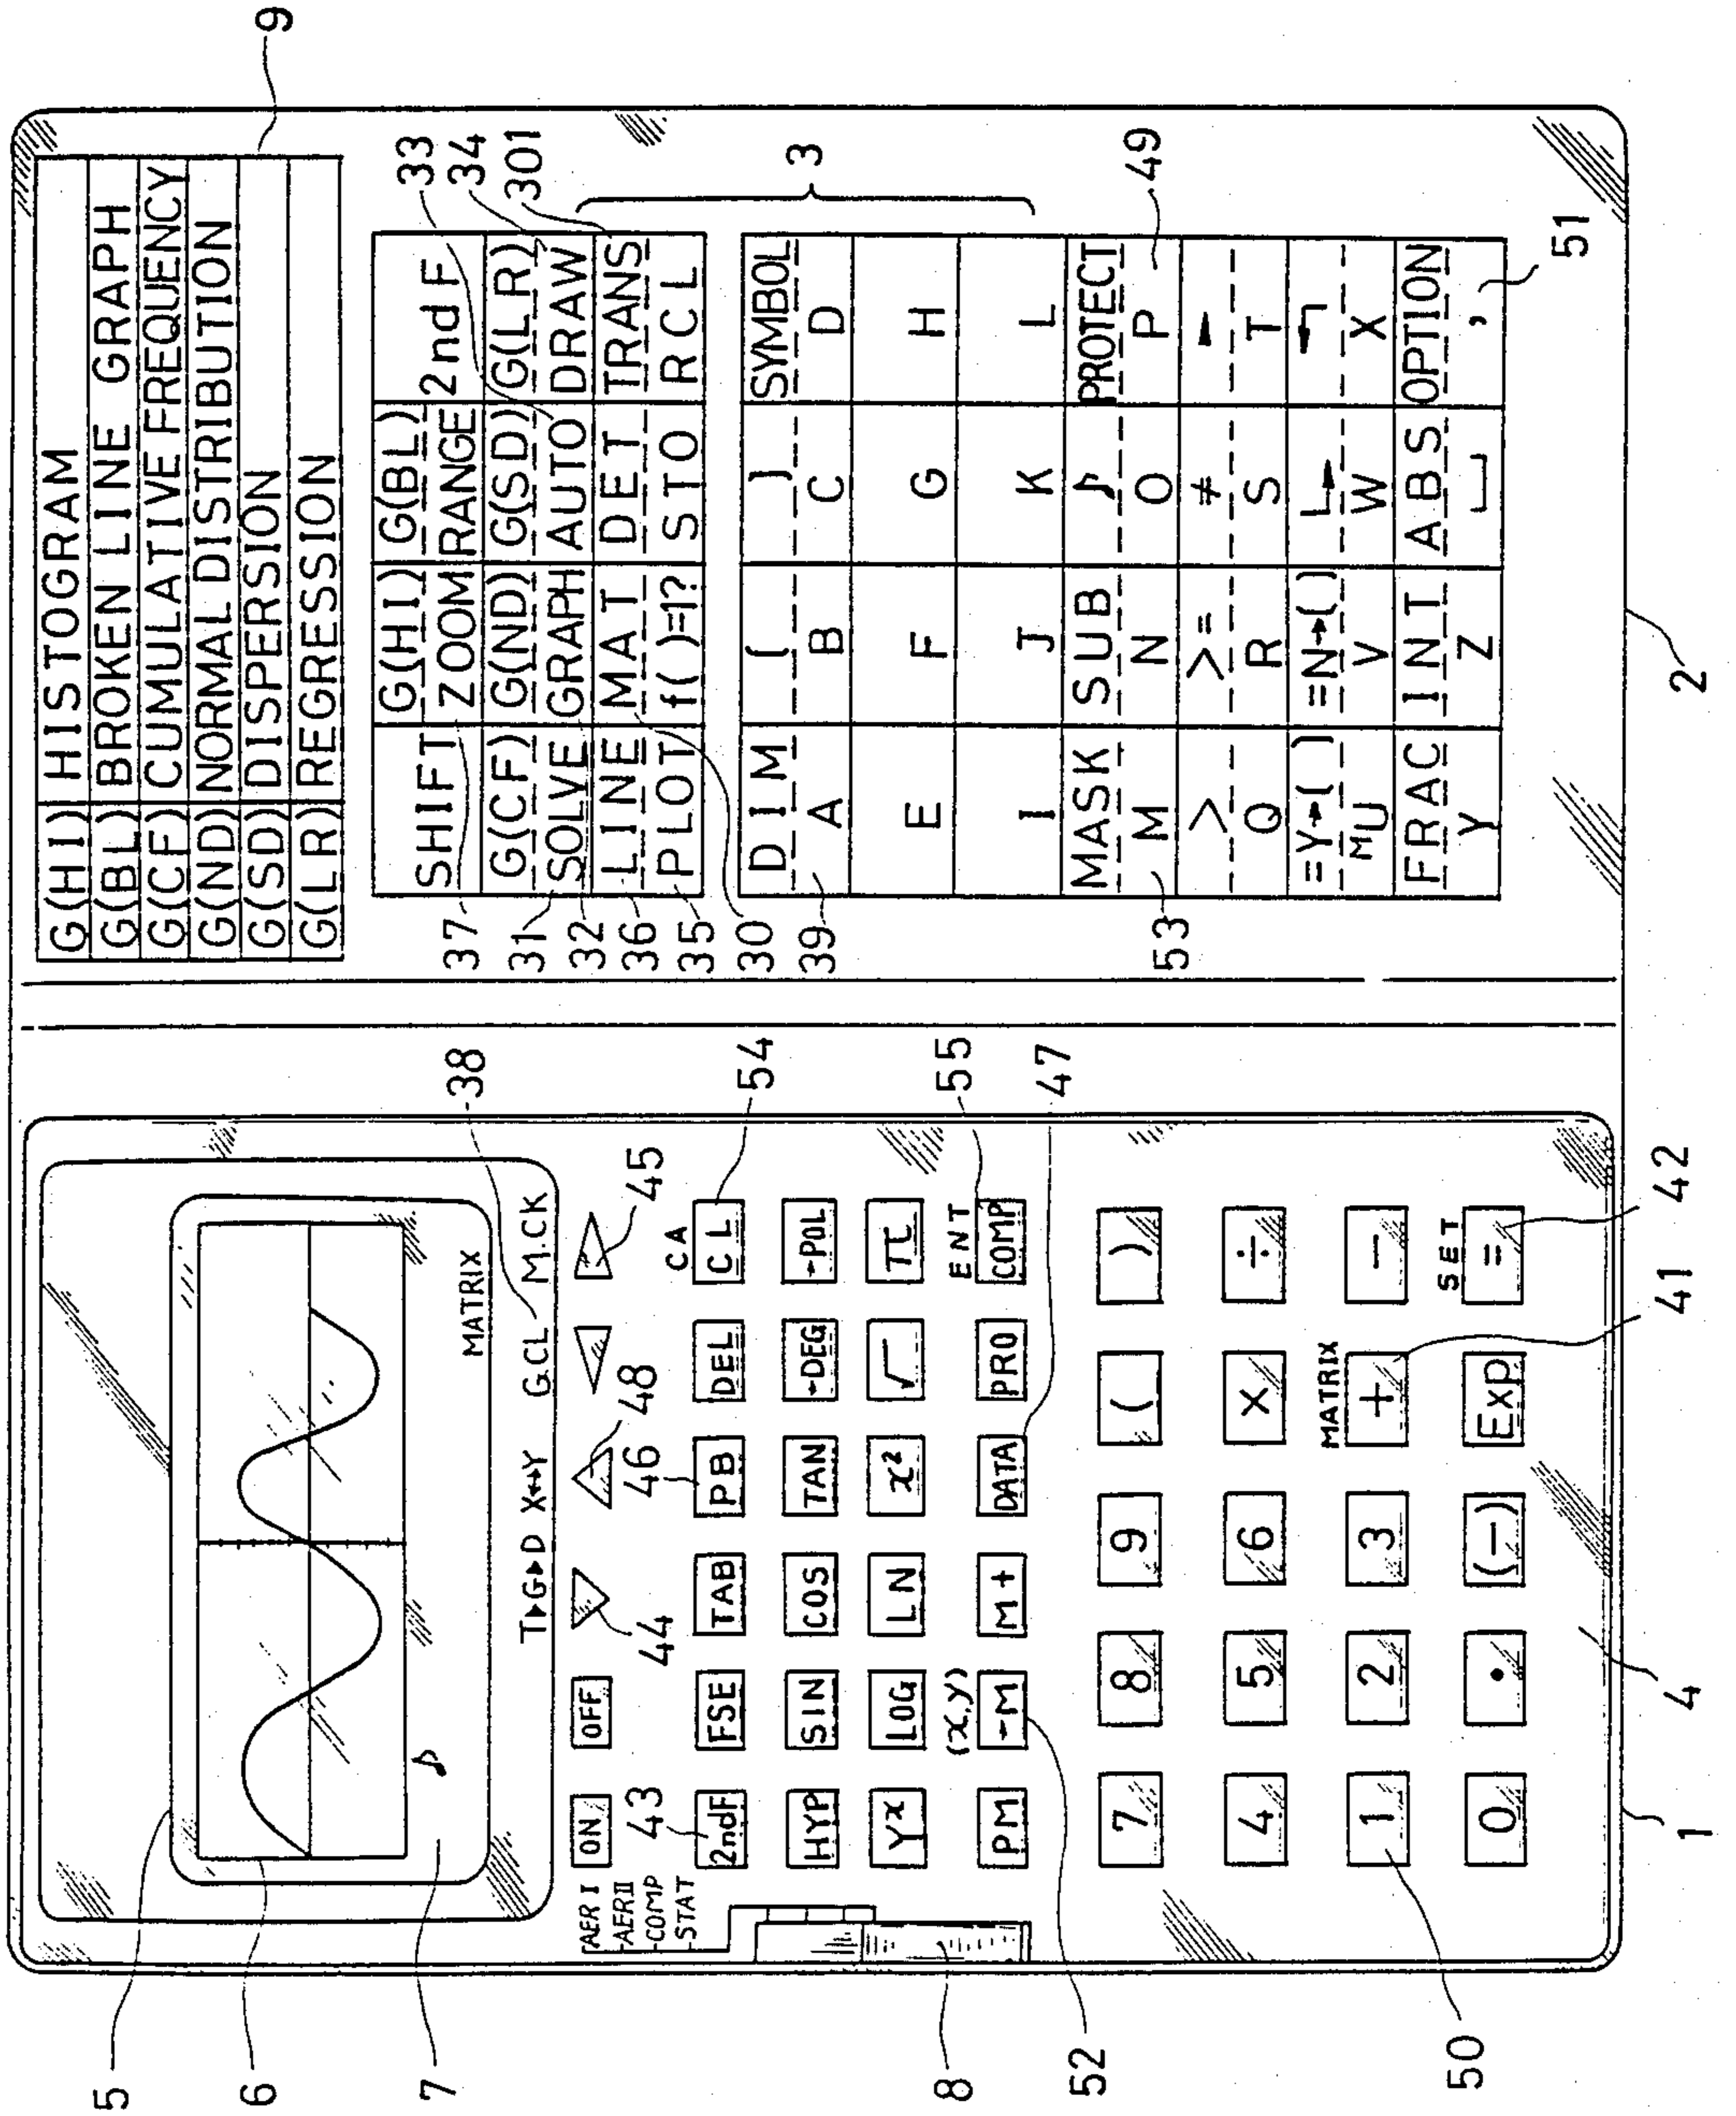 5
6
7
8
MATRIX
T▸G▸D X↔Y G.CL M.CK
38
AER I
AER II
COMP
STAT
ON OFF
43 44 48 45
46
CA
2ndF FSE TAB PB DEL CL
54
HYP SIN COS TAN →DEG →POL
Yx LOG LN x² √ π
(x,y) ENT
55
PM →M M+ DATA PRO COMP
47
52
7 8 9 ( )
4 5 6 × ÷
MATRIX
1 2 3 + −
SET
0 • (−) Exp =
50
1
4
41
42
G(HI) HISTOGRAM
G(BL) BROKEN LINE GRAPH
G(CF) CUMULATIVE FREQUENCY
G(ND) NORMAL DISTRIBUTION
G(SD) DISPERSION
G(LR) REGRESSION
9
G(HI) G(BL)
SHIFT ZOOM RANGE 2nd F
G(CF) G(ND) G(SD) G(LR)
SOLVE GRAPH AUTO DRAW
LINE MAT DET TRANS
PLOT f( )=1? STO RCL
37
31
32
36
35
30
39
33
34
301
3
DIM [ ] SYMBOL
A B C D
E F G H
I J K L
MASK SUB ♪ PROTECT
M N O P
> >= ≠ ▸
Q R S T
=Y→[ ] =N→[ ]
MU V W X
FRAC INT ABS OPTION
Y Z ␣ ,
53
49
51
2